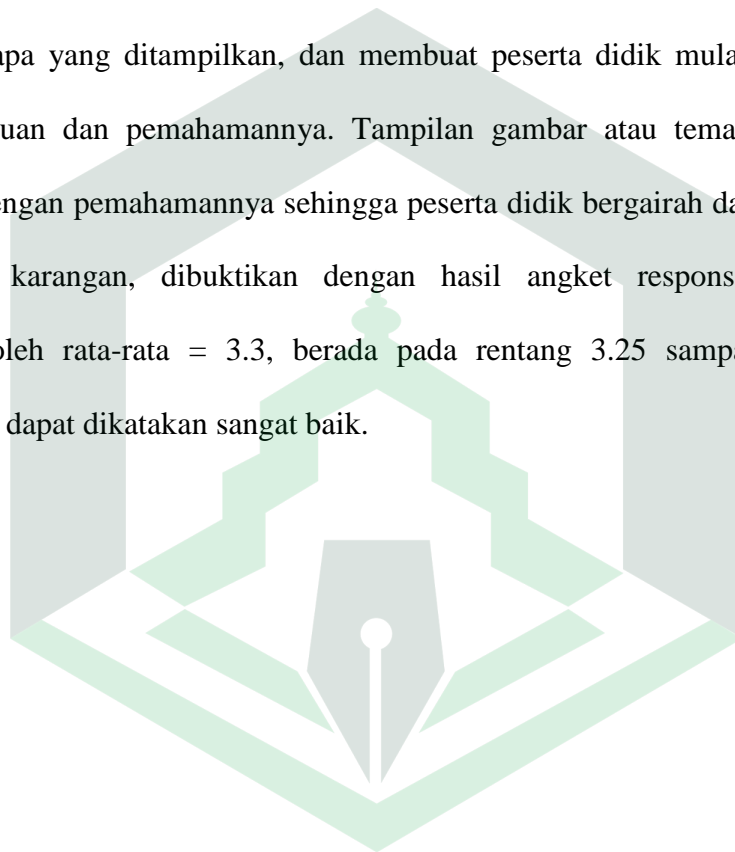 apa yang ditampilkan, dan membuat peserta didik mula
uan dan pemahamannya. Tampilan gambar atau tema
engan pemahamannya sehingga peserta didik bergairah da
karangan, dibuktikan dengan hasil angket respons
oleh rata-rata = 3.3, berada pada rentang 3.25 sampa
dapat dikatakan sangat baik.